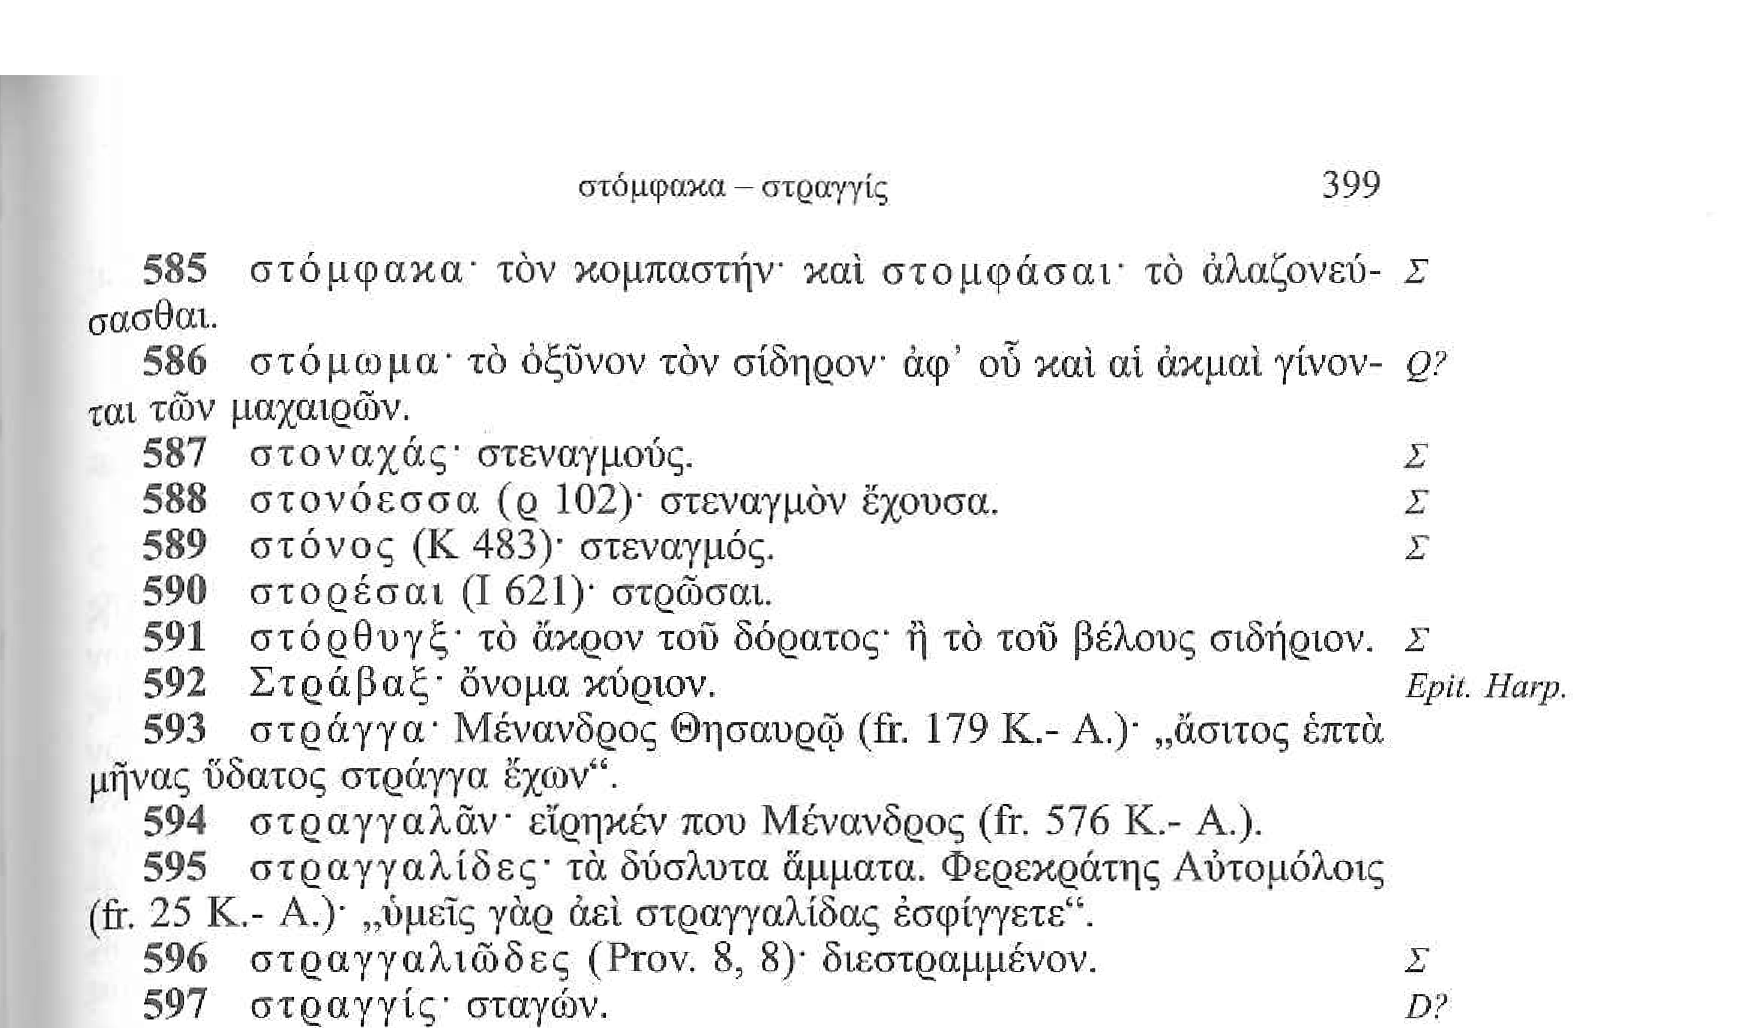 στόμφακα – στραγγίς 399
585 στόμφακα· τὸν κομπαστήν· καὶ στομφάσαι· τὸ ἀλαζονεύ- Σ
σασθαι.
586 στόμωμα· τὸ ὀξῦνον τὸν σίδηρον· ἀφ’ οὗ καὶ αἱ ἀκμαὶ γίνον- Q?
ται τῶν μαχαιρῶν.
587 στοναχάς· στεναγμούς. Σ
588 στονόεσσα (ρ 102)· στεναγμὸν ἔχουσα. Σ
589 στόνος (Κ 483)· στεναγμός. Σ
590 στορέσαι (Ι 621)· στρῶσαι.
591 στόρθυγξ· τὸ ἄκρον τοῦ δόρατος· ἢ τὸ τοῦ βέλους σιδήριον. Σ
592 Στράβαξ· ὄνομα κύριον. Epit. Harp.
593 στράγγα· Μένανδρος Θησαυρῷ (fr. 179 K.- A.)· „ἄσιτος ἑπτὰ
μῆνας ὕδατος στράγγα ἔχων“.
594 στραγγαλᾶν· εἴρηκέν που Μένανδρος (fr. 576 K.- A.).
595 στραγγαλίδες· τὰ δύσλυτα ἅμματα. Φερεκράτης Αὐτομόλοις
(fr. 25 K.- A.)· „ὑμεῖς γὰρ ἀεὶ στραγγαλίδας ἐσφίγγετε“.
596 στραγγαλιῶδες (Prov. 8, 8)· διεστραμμένον. Σ
597 στραγγίς· σταγών. D?